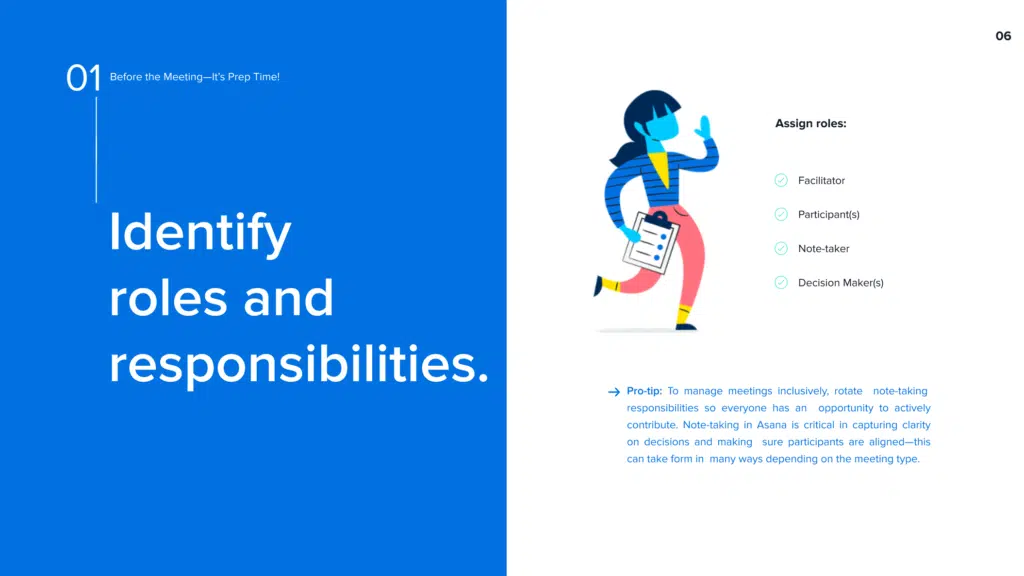 06
01 Before the Meeting—It's Prep Time!
Identify
roles and
responsibilities.
Assign roles:
Facilitator
Participant(s)
Note-taker
Decision Maker(s)
Pro-tip: To manage meetings inclusively, rotate note-taking
responsibilities so everyone has an opportunity to actively
contribute. Note-taking in Asana is critical in capturing clarity
on decisions and making sure participants are aligned—this
can take form in many ways depending on the meeting type.